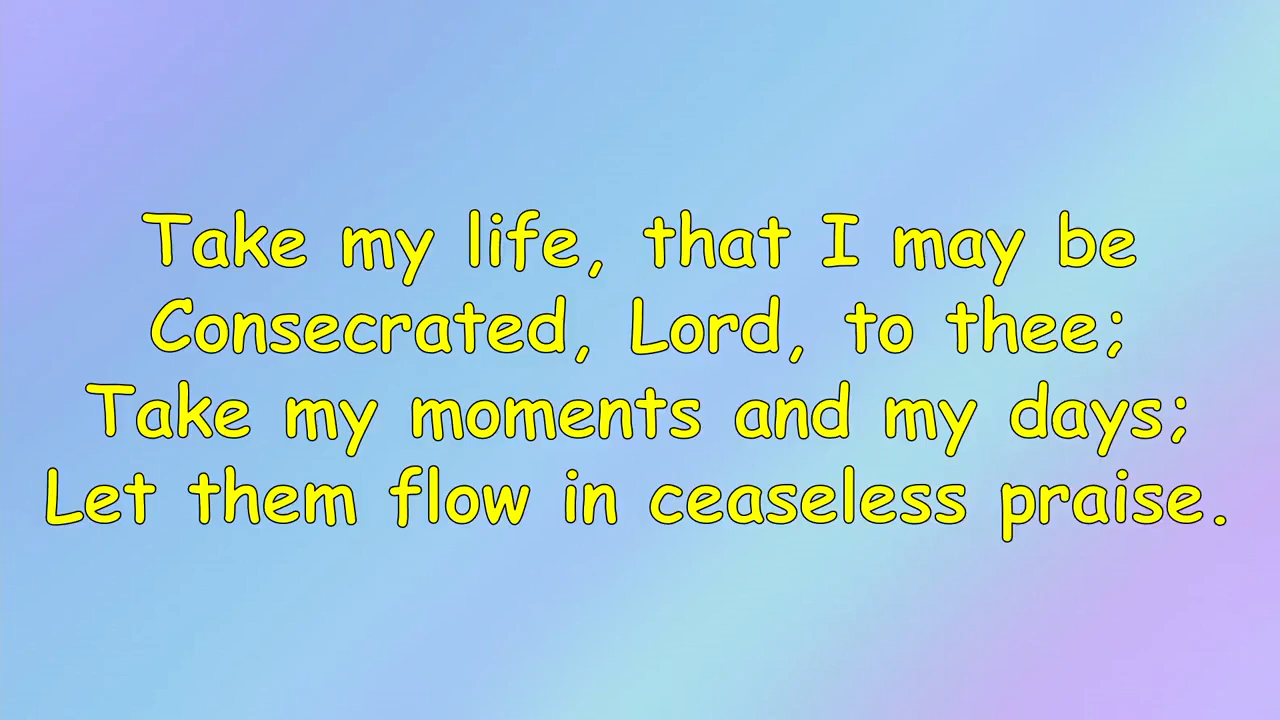 Take my life, that I may be
Consecrated, Lord, to thee;
Take my moments and my days;
Let them flow in ceaseless praise.